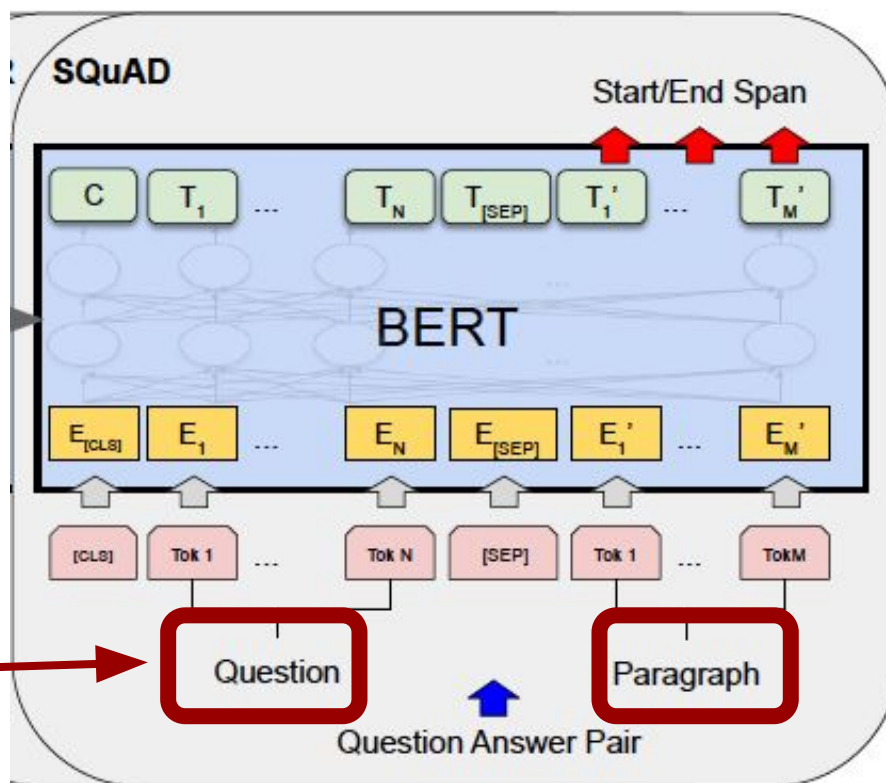 R SQuAD
Start/End Span
C T1 ... TN T[SEP] T1' ... TM'
...
BERT
...
E[CLS] E1 ... EN E[SEP] E1' ... EM'
[CLS] Tok 1 ... Tok N [SEP] Tok 1 ... TokM
Question Paragraph
Question Answer Pair